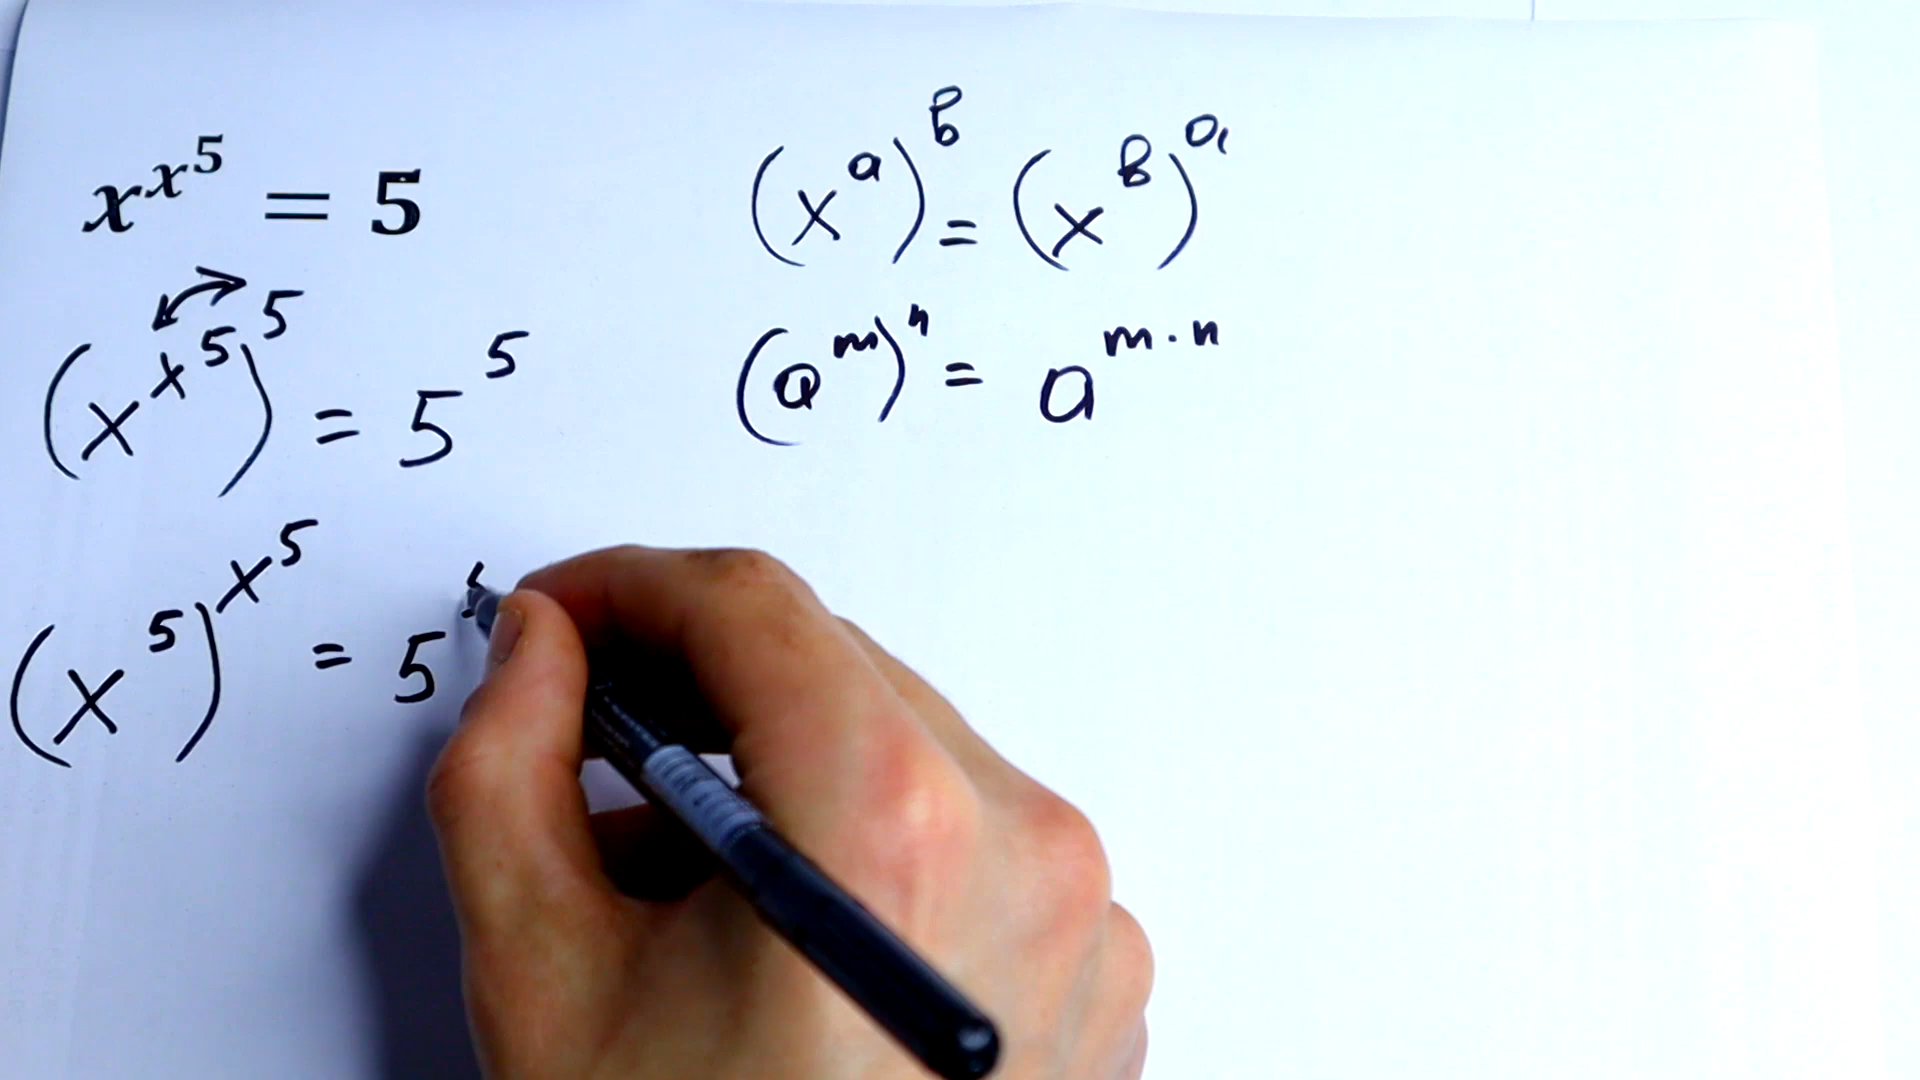 x^{x^5} = 5
(x^{x^5})^5 = 5^5
(x^5)^{x^5} = 5
(x^a)^b = (x^b)^a
(a^m)^n = a^{m·n}